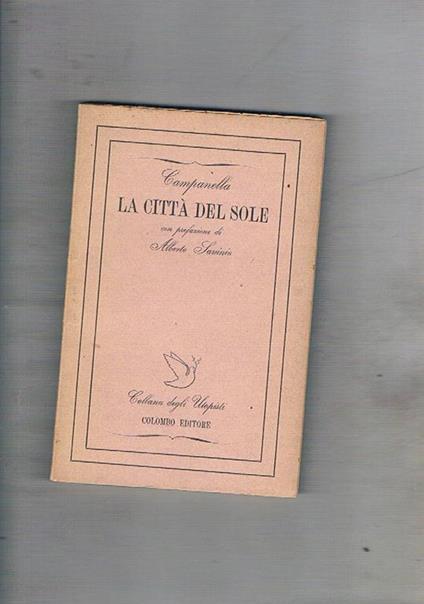 Campanella
LA CITTÀ DEL SOLE
con prefazione di
Alberto Savinio
Collana degli Utopisti
COLOMBO EDITORE